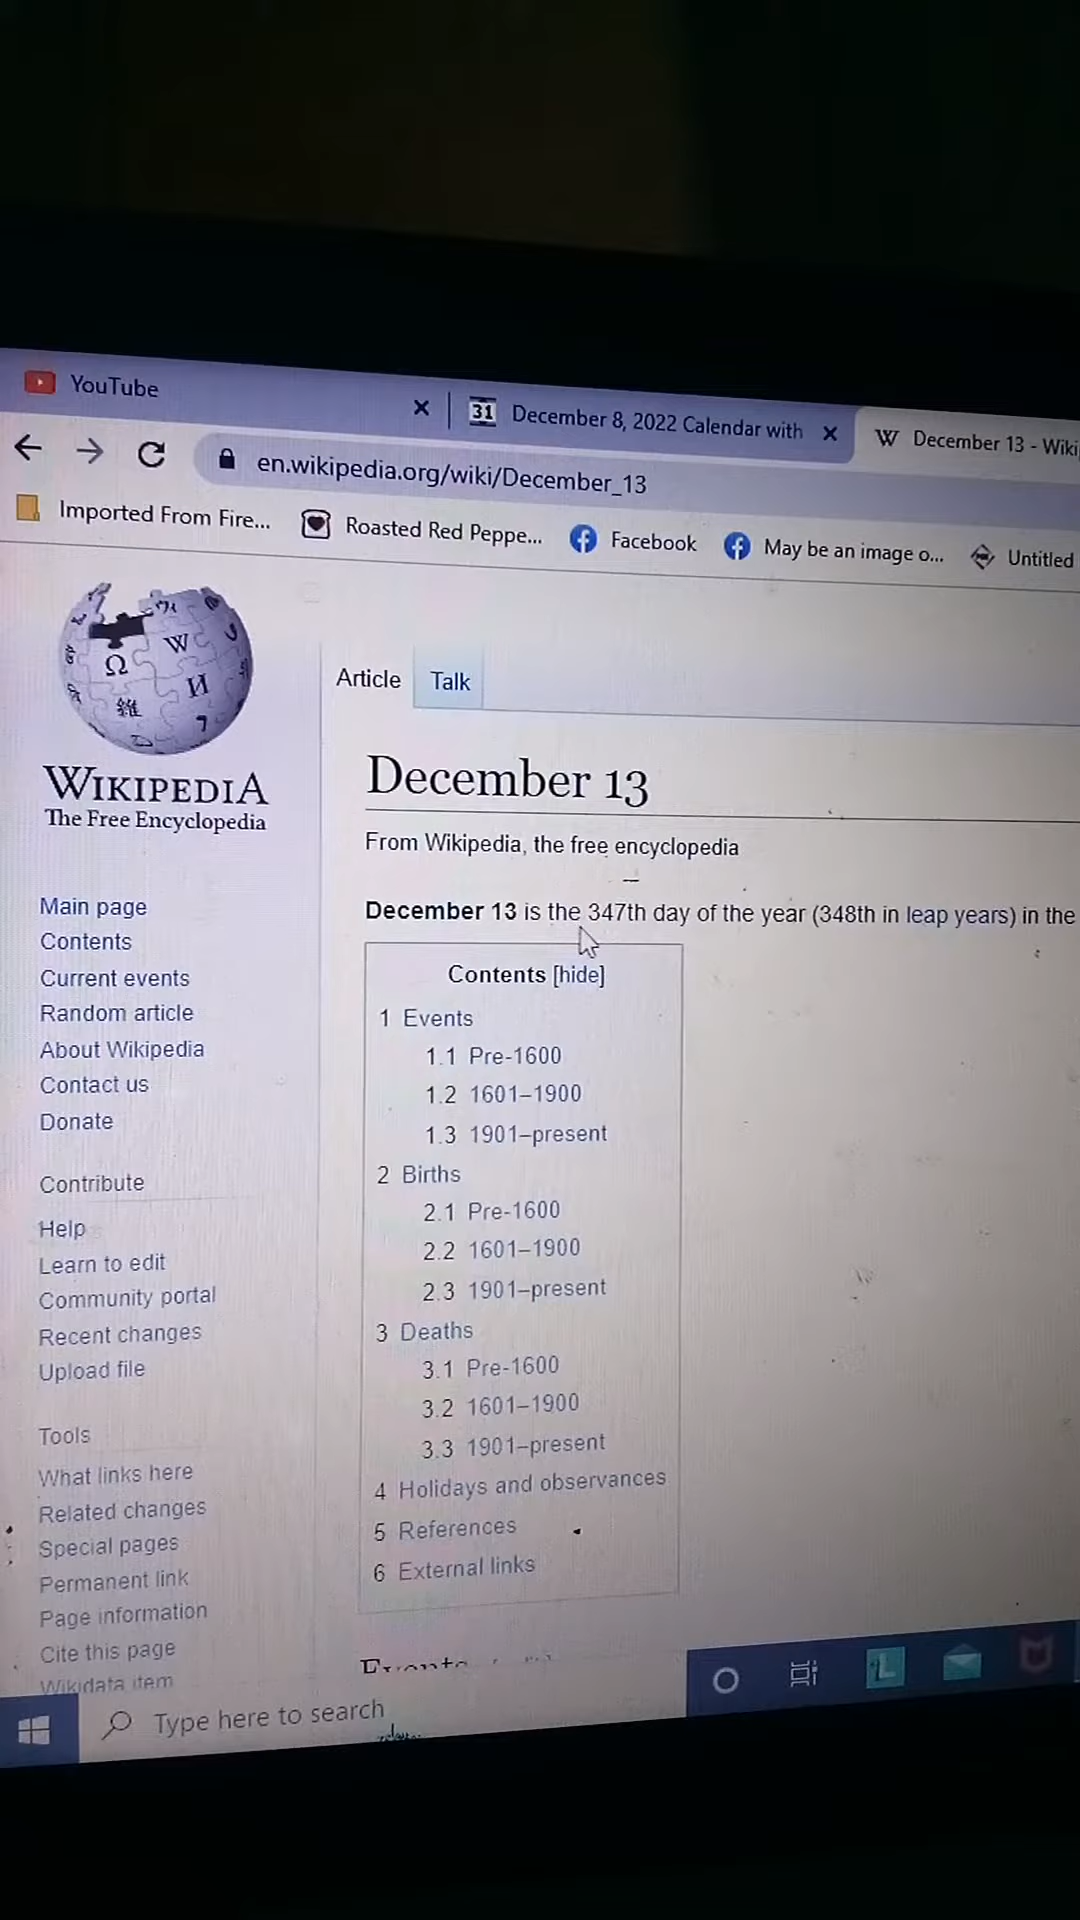 YouTube
December 8, 2022 Calendar with
December 13 - Wiki
en.wikipedia.org/wiki/December_13
Imported From Fire...
Roasted Red Peppe...
Facebook
May be an image o...
Untitled
WIKIPEDIA
The Free Encyclopedia
Main page
Contents
Current events
Random article
About Wikipedia
Contact us
Donate
Contribute
Help
Learn to edit
Community portal
Recent changes
Upload file
Tools
What links here
Related changes
Special pages
Permanent link
Page information
Cite this page
Wikidata item
Article
Talk
December 13
From Wikipedia, the free encyclopedia
December 13 is the 347th day of the year (348th in leap years) in the
Contents [hide]
1 Events
1.1 Pre-1600
1.2 1601–1900
1.3 1901–present
2 Births
2.1 Pre-1600
2.2 1601–1900
2.3 1901–present
3 Deaths
3.1 Pre-1600
3.2 1601–1900
3.3 1901–present
4 Holidays and observances
5 References
6 External links
Type here to search